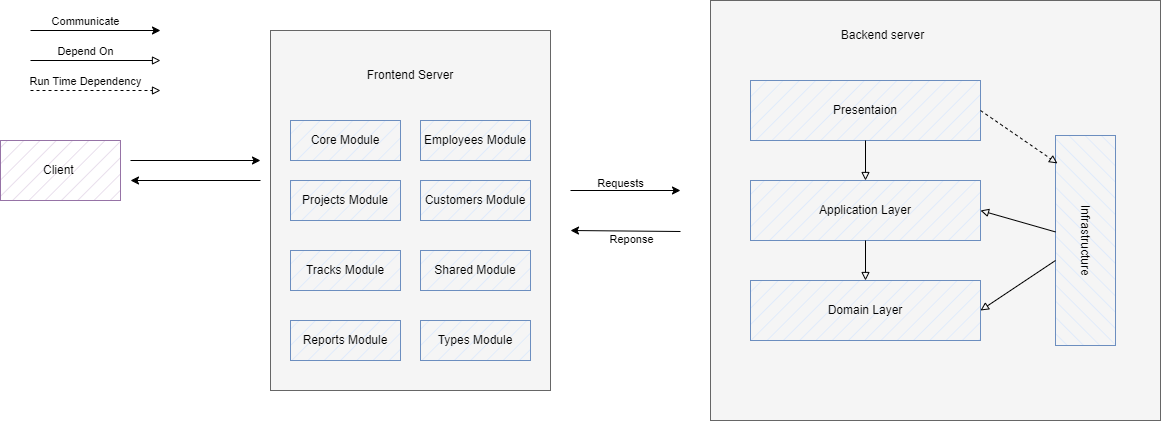 Communicate
Depend On
Run Time Dependency
Client
Frontend Server
Core Module
Employees Module
Projects Module
Customers Module
Tracks Module
Shared Module
Reports Module
Types Module
Requests
Reponse
Backend server
Presentaion
Application Layer
Domain Layer
Infrastructure